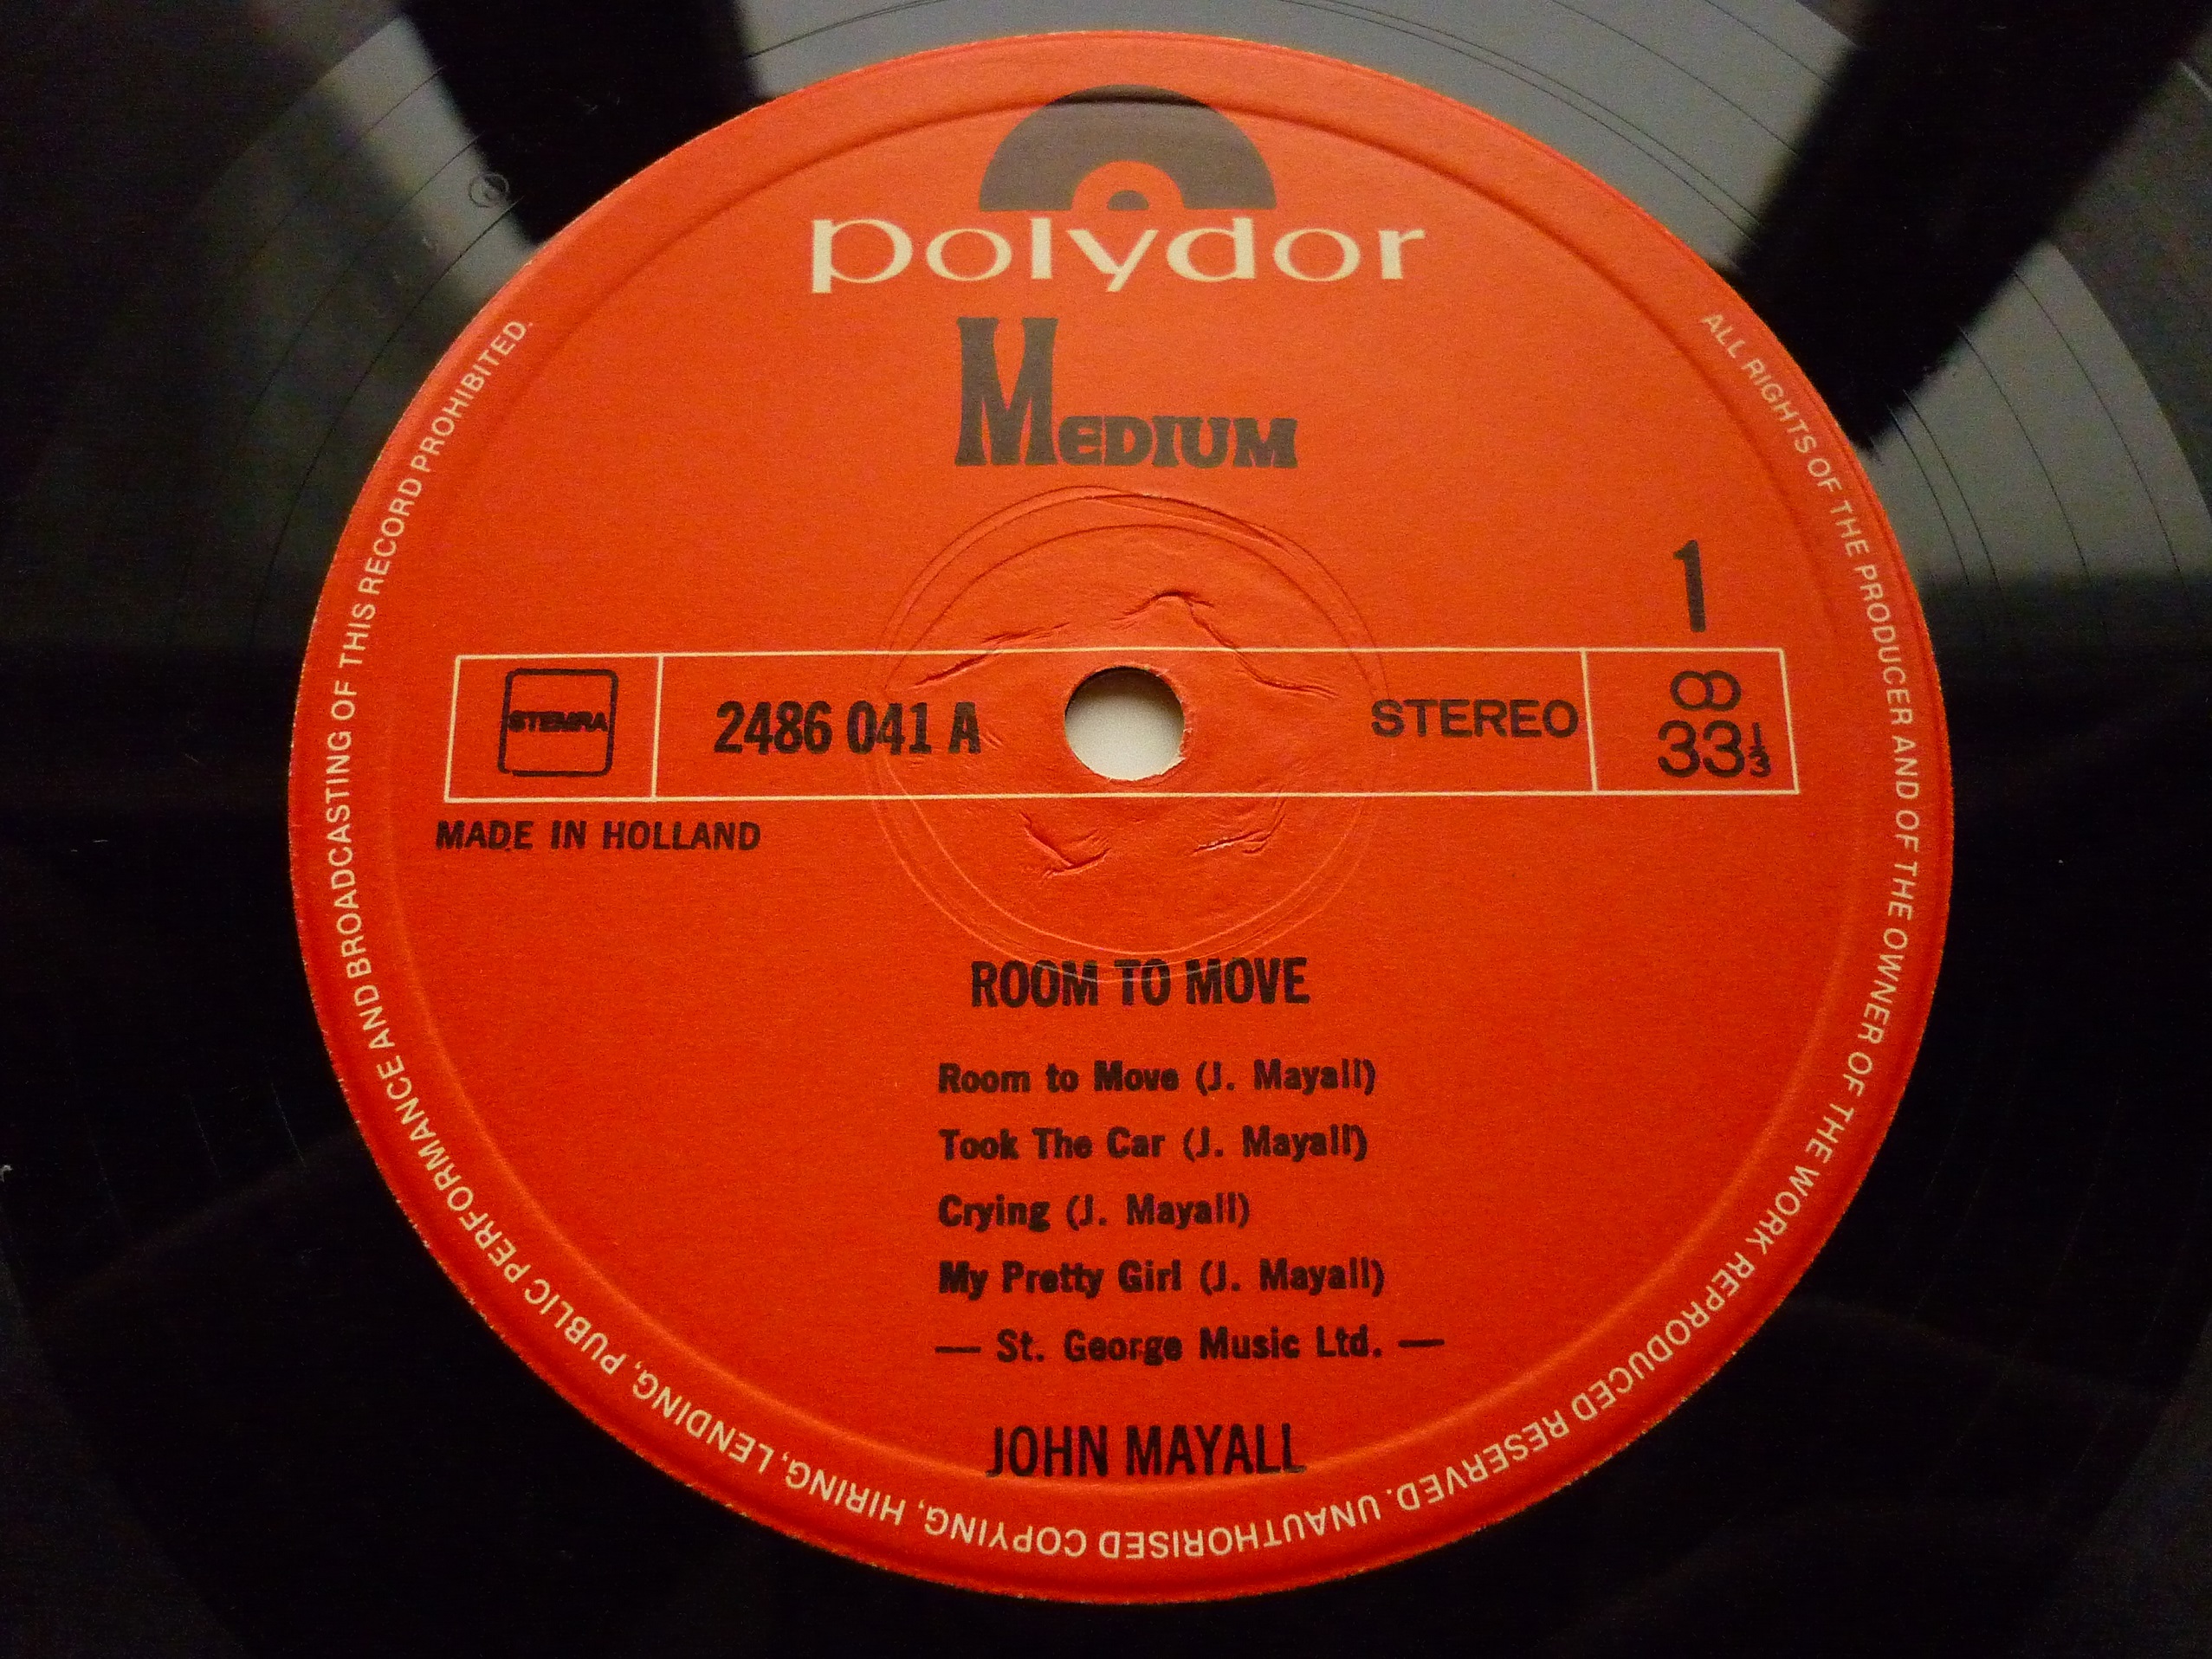 polydor
MEDIUM
1
STEMRA
2486 041 A
STEREO
33⅓
MADE IN HOLLAND
ROOM TO MOVE
Room to Move (J. Mayall)
Took The Car (J. Mayall)
Crying (J. Mayall)
My Pretty Girl (J. Mayall)
— St. George Music Ltd. —
JOHN MAYALL
ALL RIGHTS OF THE PRODUCER AND OF THE OWNER OF THE WORK REPRODUCED RESERVED. UNAUTHORISED COPYING, HIRING, LENDING, PUBLIC PERFORMANCE AND BROADCASTING OF THIS RECORD PROHIBITED.